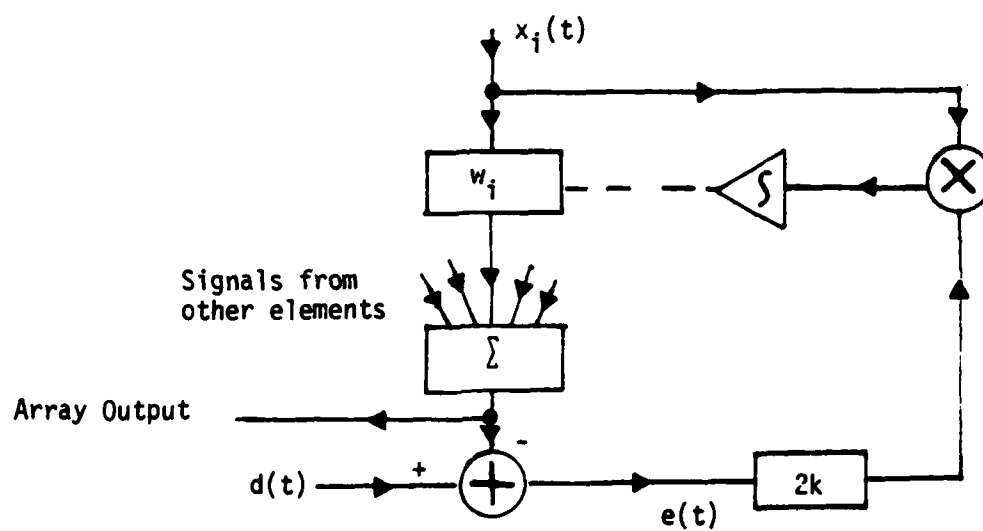 x_i(t)
w_i
∫
×
Signals from
other elements
Σ
Array Output
-
d(t)
+
+
e(t)
2k